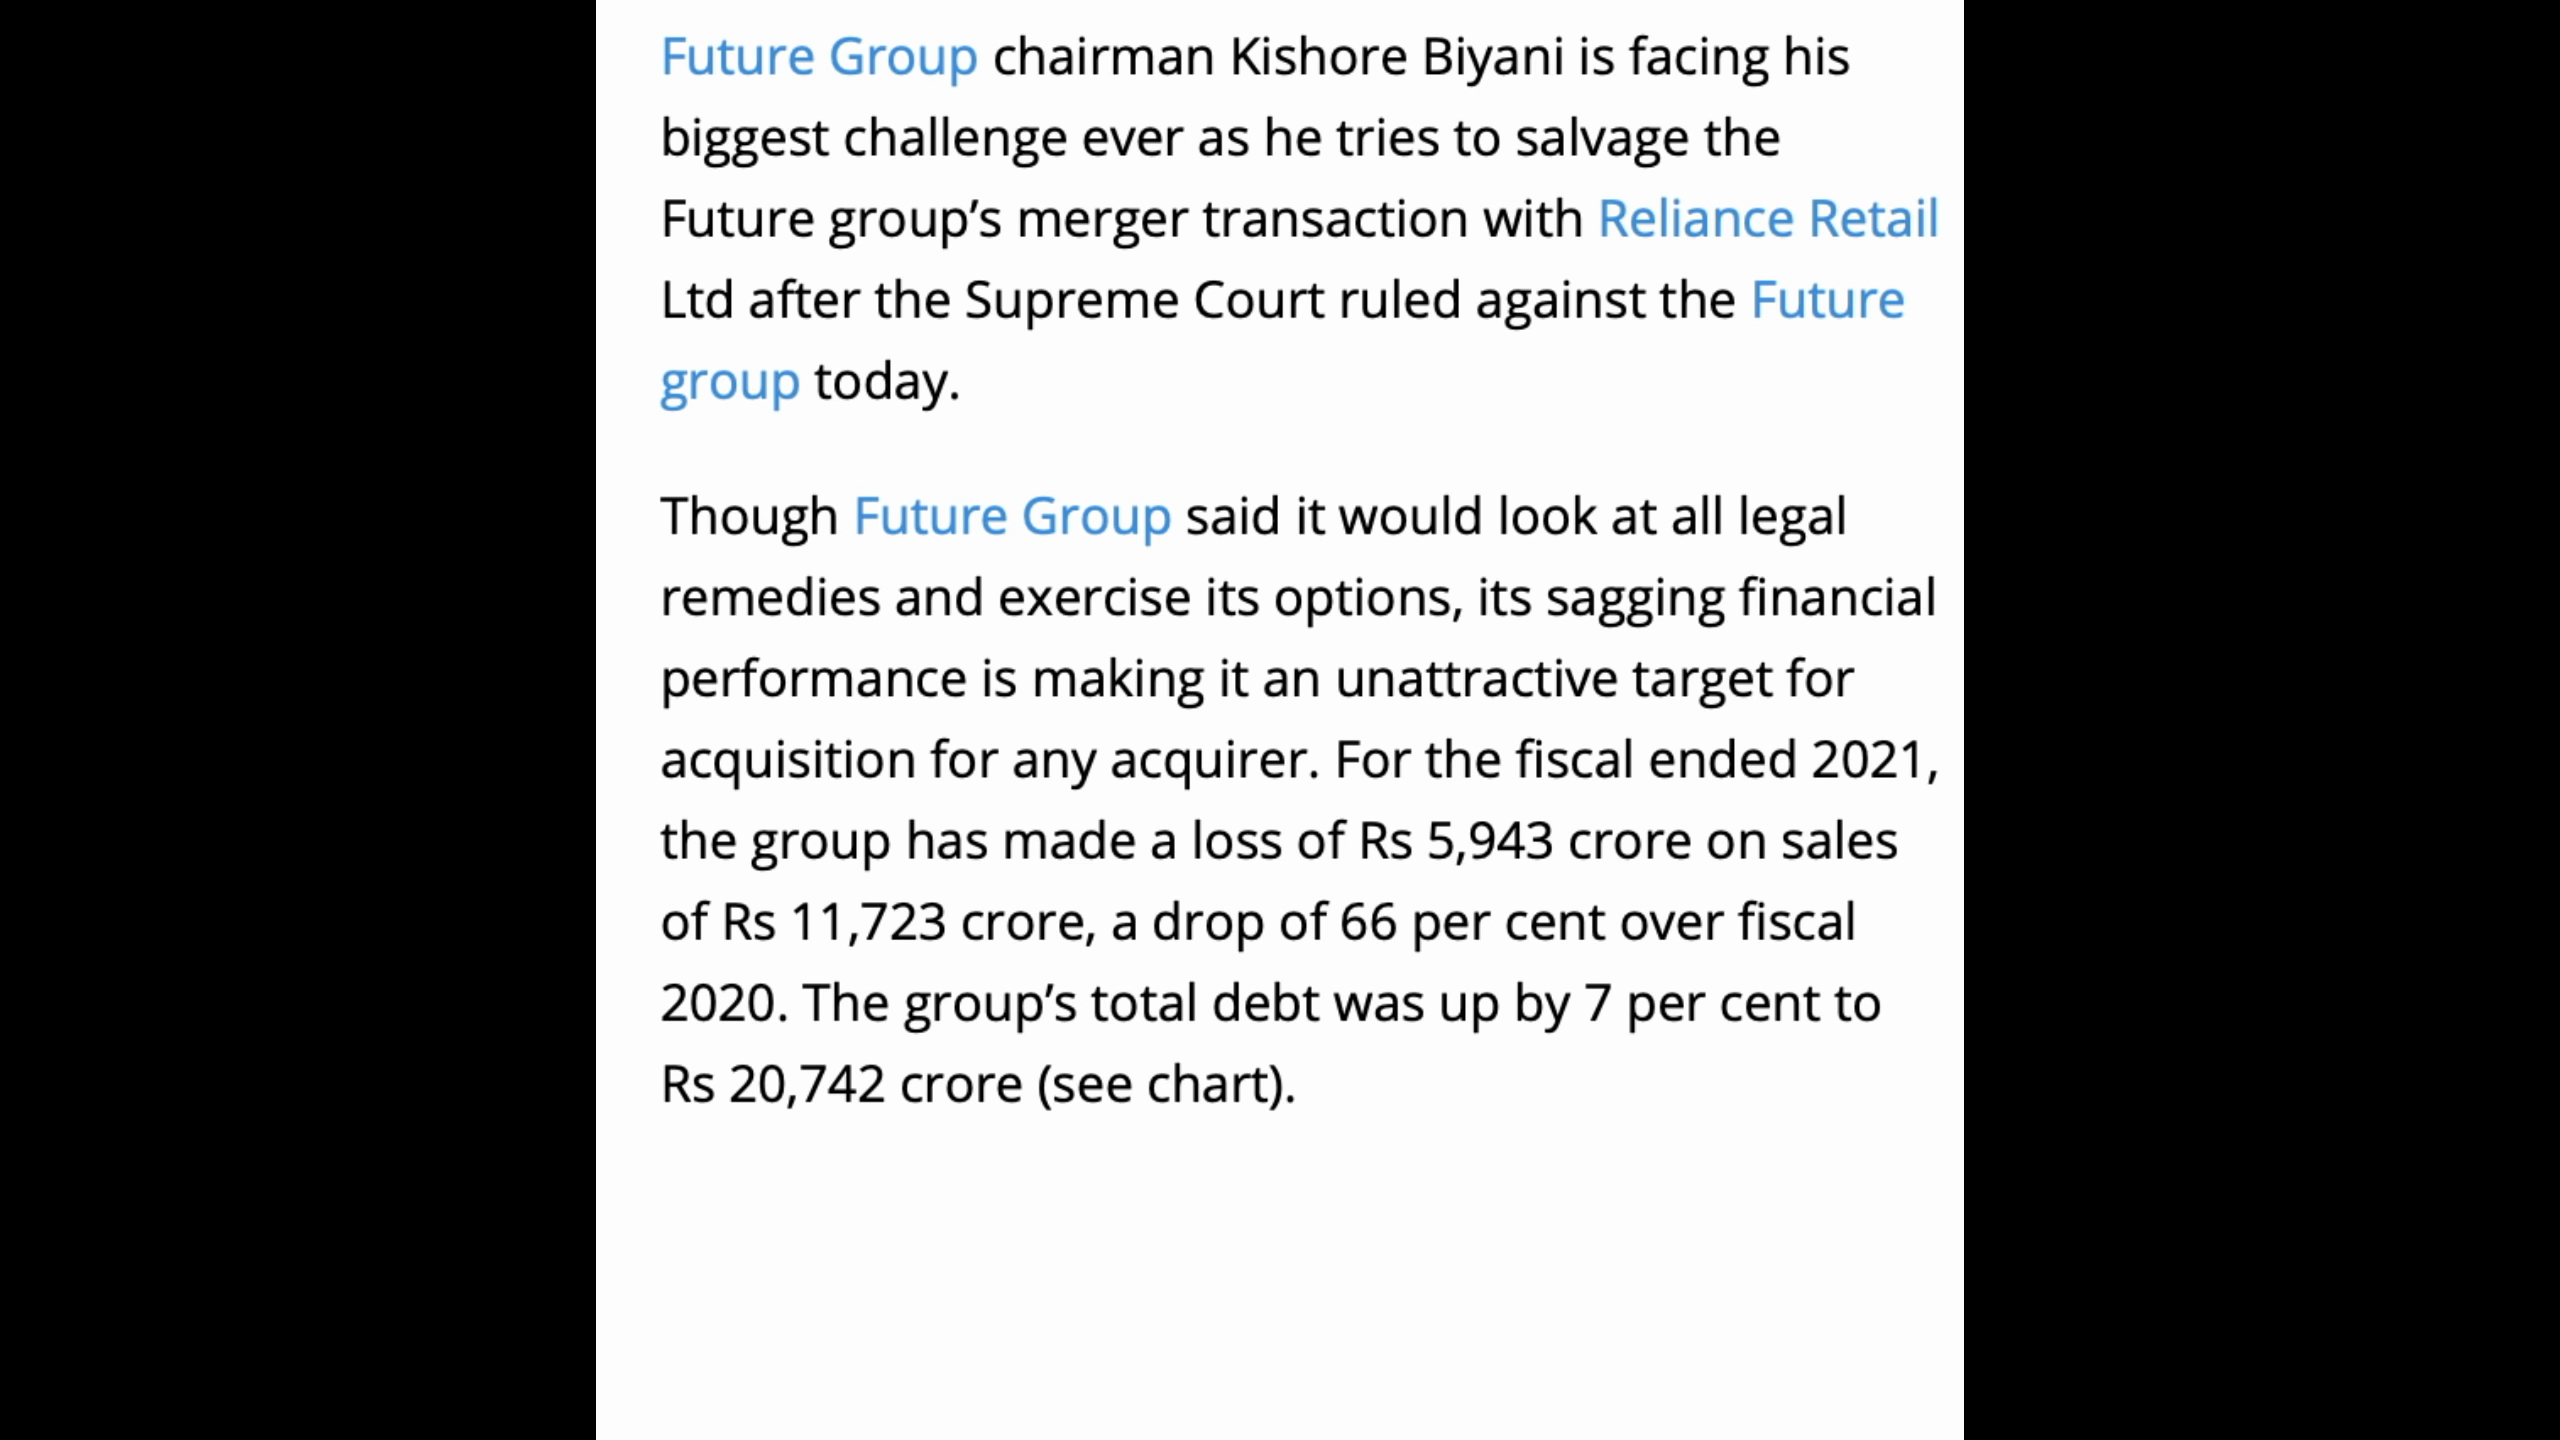 Future Group chairman Kishore Biyani is facing his
biggest challenge ever as he tries to salvage the
Future group’s merger transaction with Reliance Retail
Ltd after the Supreme Court ruled against the Future
group today.
Though Future Group said it would look at all legal
remedies and exercise its options, its sagging financial
performance is making it an unattractive target for
acquisition for any acquirer. For the fiscal ended 2021,
the group has made a loss of Rs 5,943 crore on sales
of Rs 11,723 crore, a drop of 66 per cent over fiscal
2020. The group’s total debt was up by 7 per cent to
Rs 20,742 crore (see chart).